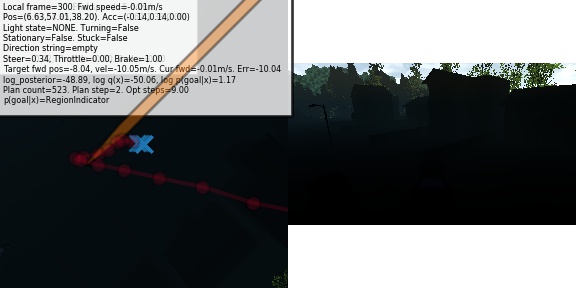 Local frame=300: Fwd speed=-0.01m/s
Pos=(6.63,57.01,38.20). Acc=(-0.14,0.14,0.00)
Light state=NONE. Turning=False
Stationary=False. Stuck=False
Direction string=empty
Steer=0.34, Throttle=0.00, Brake=1.00
Target fwd pos=-8.04, vel=-10.05m/s. Cur fwd=-0.01m/s. Err=-10.04
log_posterior=-48.89, log q(x)=-50.06, log p(goal|x)=1.17
Plan count=523. Plan step=2. Opt steps=9.00
p(goal|x)=RegionIndicator